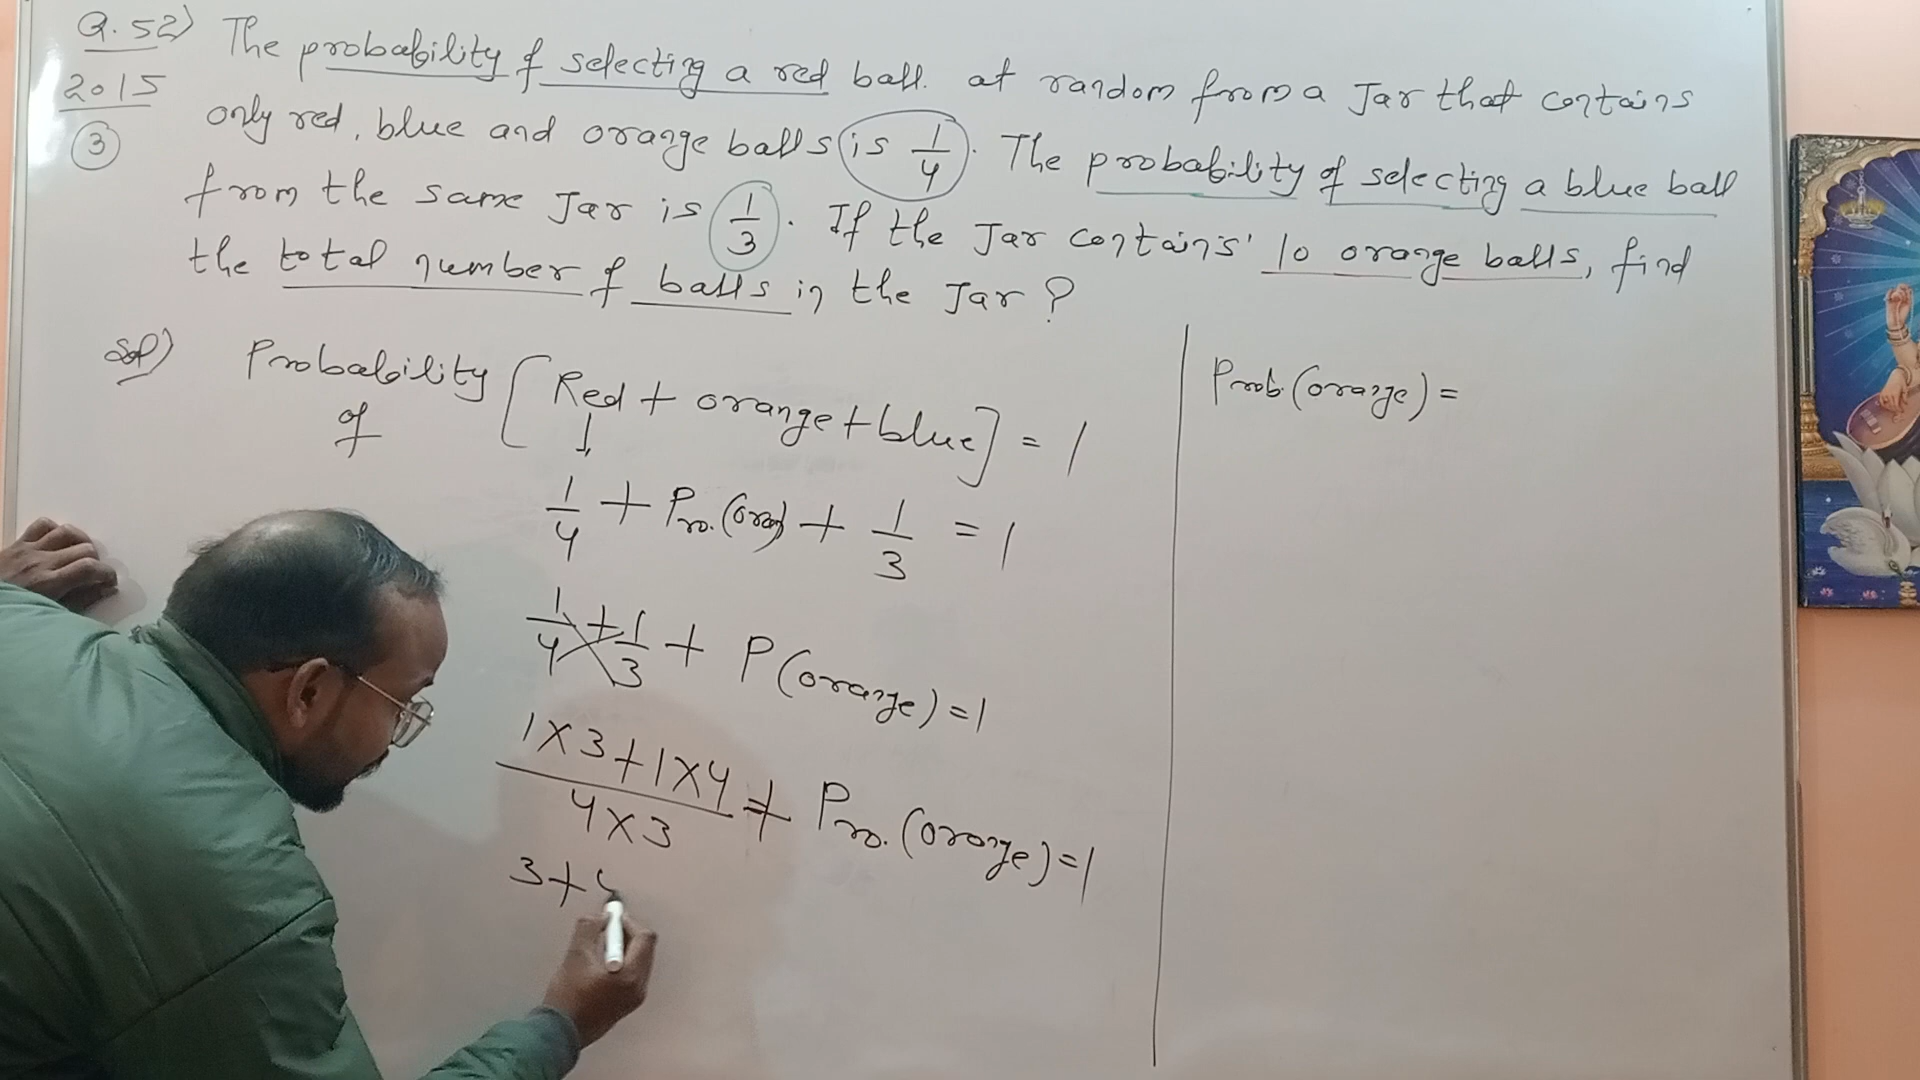 Q. 52) The probability of selecting a red ball. at random from a Jar that contains
2015
only red, blue and orange balls is 1/4. The probability of selecting a blue ball
3
from the same Jar is 1/3. If the Jar contains' 10 orange balls, find
the total number of balls in the Jar ?
Sol) Probability of [Red + orange + blue] = 1
1/4 + Pro.(oran) + 1/3 = 1
1/4 + 1/3 + P(orange) = 1
1×3+1×4 / 4×3 + Pro.(orange) = 1
3+
Prob.(orange) =